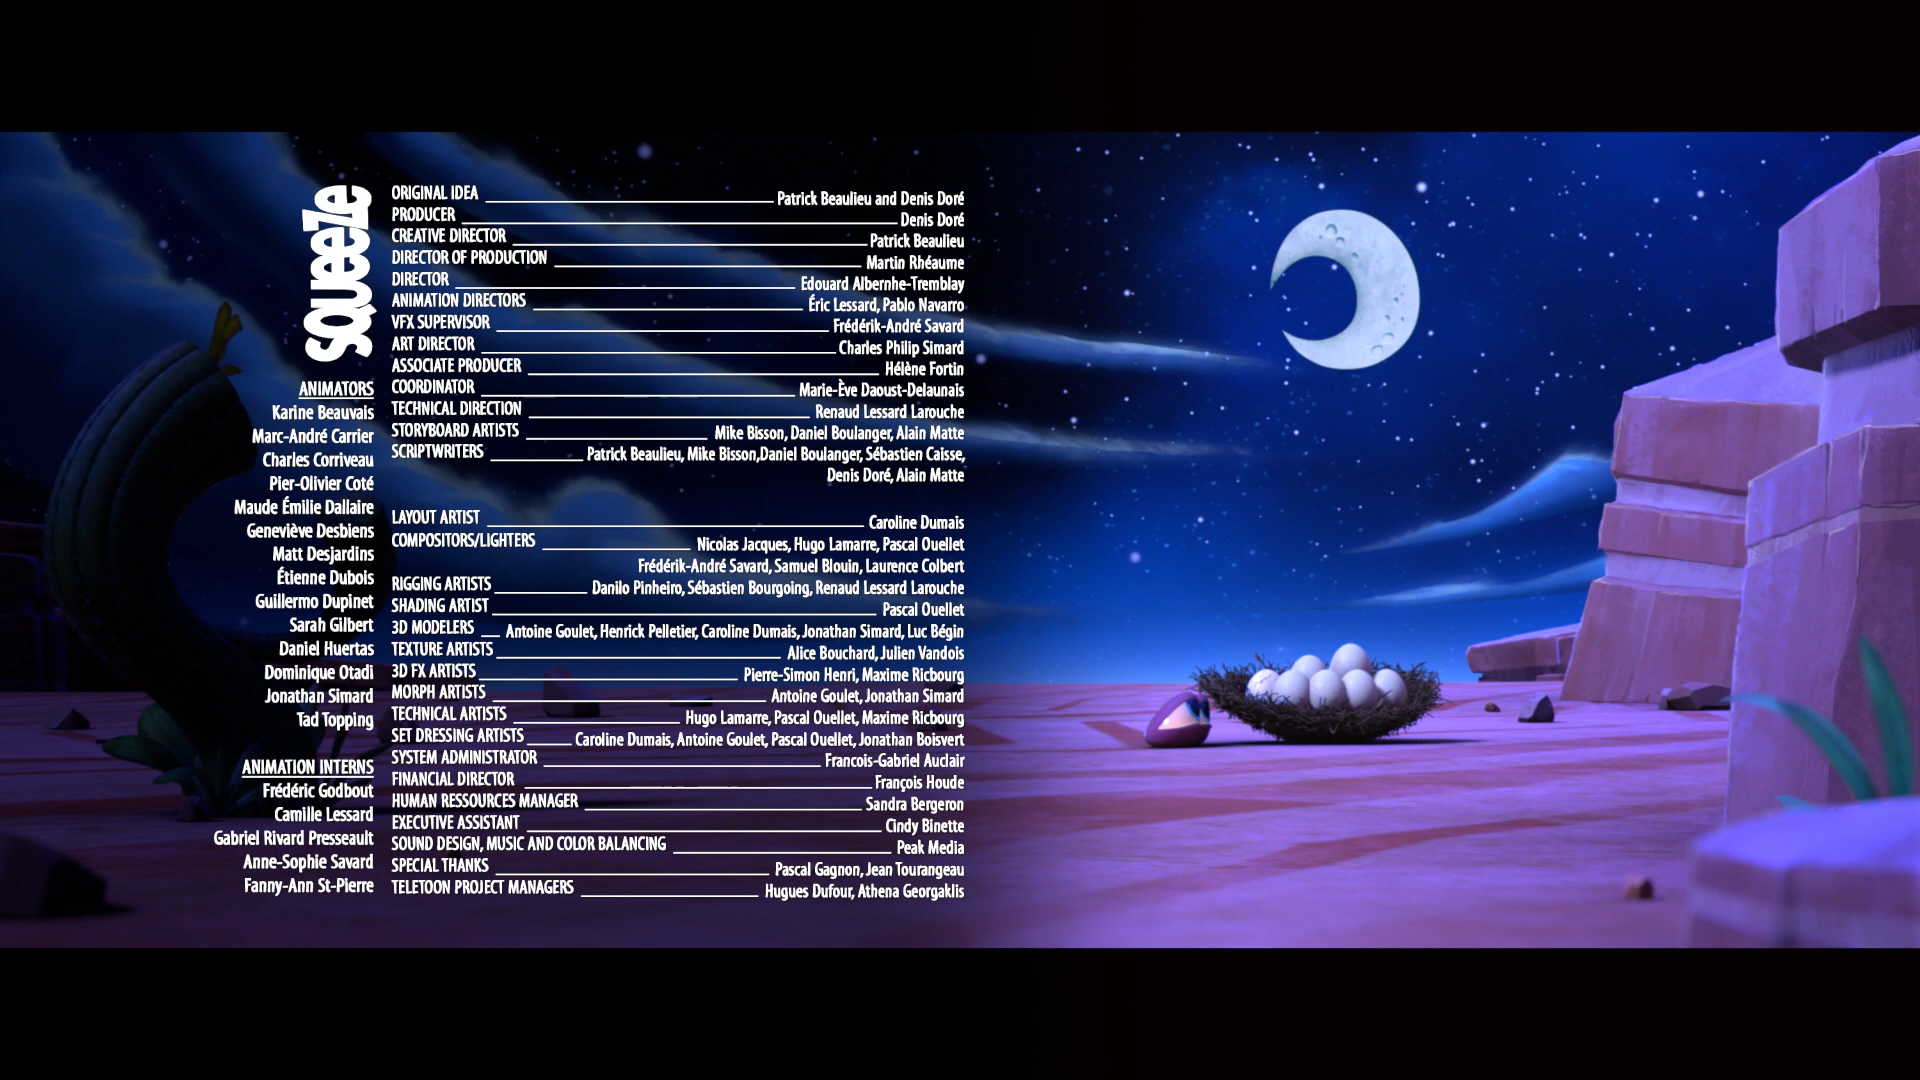 squeeze
ANIMATORS
Karine Beauvais
Marc-André Carrier
Charles Corriveau
Pier-Olivier Coté
Maude Émilie Dallaire
Geneviève Desbiens
Matt Desjardins
Étienne Dubois
Guillermo Dupinet
Sarah Gilbert
Daniel Huertas
Dominique Otadi
Jonathan Simard
Tad Topping
ANIMATION INTERNS
Frédéric Godbout
Camille Lessard
Gabriel Rivard Presseault
Anne-Sophie Savard
Fanny-Ann St-Pierre
ORIGINAL IDEA Patrick Beaulieu and Denis Doré
PRODUCER Denis Doré
CREATIVE DIRECTOR Patrick Beaulieu
DIRECTOR OF PRODUCTION Martin Rhéaume
DIRECTOR Edouard Albernhe-Tremblay
ANIMATION DIRECTORS Éric Lessard, Pablo Navarro
VFX SUPERVISOR Frédérik-André Savard
ART DIRECTOR Charles Philip Simard
ASSOCIATE PRODUCER Hélène Fortin
COORDINATOR Marie-Ève Daoust-Delaunais
TECHNICAL DIRECTION Renaud Lessard Larouche
STORYBOARD ARTISTS Mike Bisson, Daniel Boulanger, Alain Matte
SCRIPTWRITERS Patrick Beaulieu, Mike Bisson,Daniel Boulanger, Sébastien Caisse,
Denis Doré, Alain Matte
LAYOUT ARTIST Caroline Dumais
COMPOSITORS/LIGHTERS Nicolas Jacques, Hugo Lamarre, Pascal Ouellet
Frédérik-André Savard, Samuel Blouin, Laurence Colbert
RIGGING ARTISTS Danilo Pinheiro, Sébastien Bourgoing, Renaud Lessard Larouche
SHADING ARTIST Pascal Ouellet
3D MODELERS Antoine Goulet, Henrick Pelletier, Caroline Dumais, Jonathan Simard, Luc Bégin
TEXTURE ARTISTS Alice Bouchard, Julien Vandois
3D FX ARTISTS Pierre-Simon Henri, Maxime Ricbourg
MORPH ARTISTS Antoine Goulet, Jonathan Simard
TECHNICAL ARTISTS Hugo Lamarre, Pascal Ouellet, Maxime Ricbourg
SET DRESSING ARTISTS Caroline Dumais, Antoine Goulet, Pascal Ouellet, Jonathan Boisvert
SYSTEM ADMINISTRATOR Francois-Gabriel Auclair
FINANCIAL DIRECTOR François Houde
HUMAN RESSOURCES MANAGER Sandra Bergeron
EXECUTIVE ASSISTANT Cindy Binette
SOUND DESIGN, MUSIC AND COLOR BALANCING Peak Media
SPECIAL THANKS Pascal Gagnon, Jean Tourangeau
TELETOON PROJECT MANAGERS Hugues Dufour, Athena Georgaklis